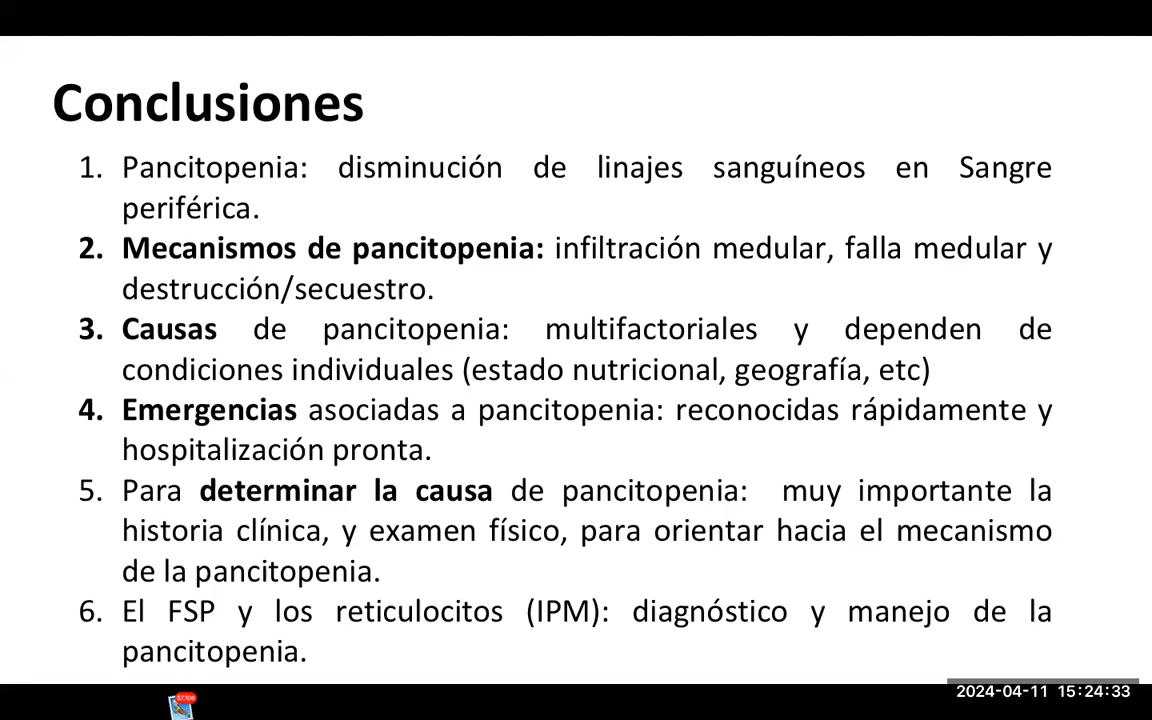 Conclusiones
1. Pancitopenia: disminución de linajes sanguíneos en Sangre
periférica.
2. Mecanismos de pancitopenia: infiltración medular, falla medular y
destrucción/secuestro.
3. Causas de pancitopenia: multifactoriales y dependen de
condiciones individuales (estado nutricional, geografía, etc)
4. Emergencias asociadas a pancitopenia: reconocidas rápidamente y
hospitalización pronta.
5. Para determinar la causa de pancitopenia: muy importante la
historia clínica, y examen físico, para orientar hacia el mecanismo
de la pancitopenia.
6. El FSP y los reticulocitos (IPM): diagnóstico y manejo de la
pancitopenia.
2024-04-11 15:24:33